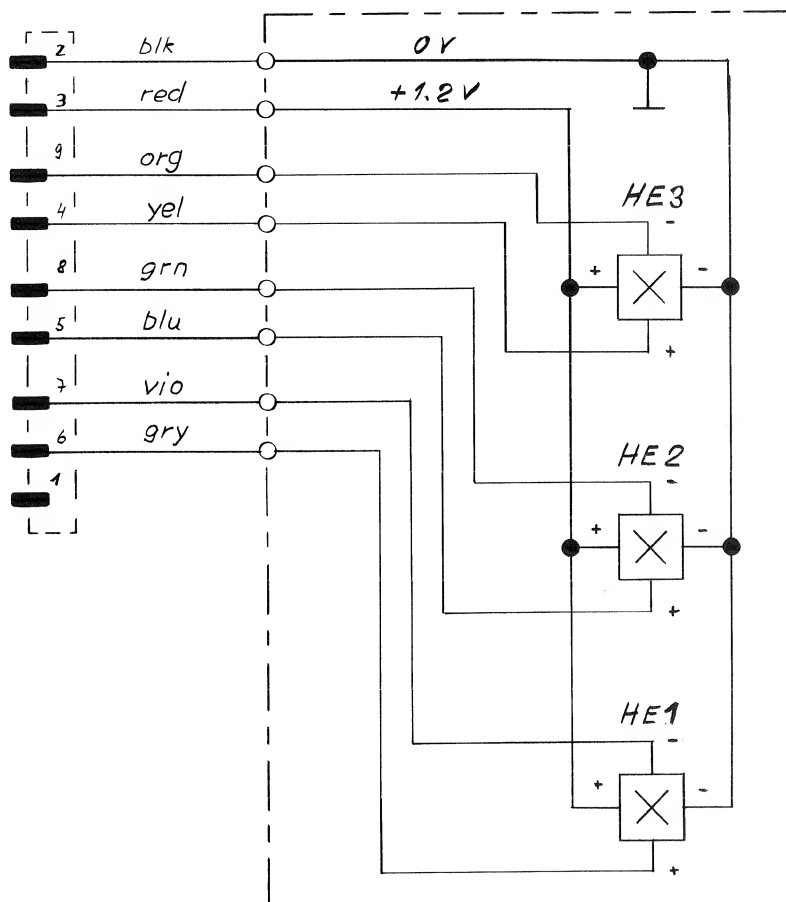 2 blk 0V
3 red +1.2V
9 org
4 yel
HE3
-
+ -
+
8 grn
5 blu
7 vio
6 gry
1
HE2
-
+ -
+
HE1
-
+ -
+